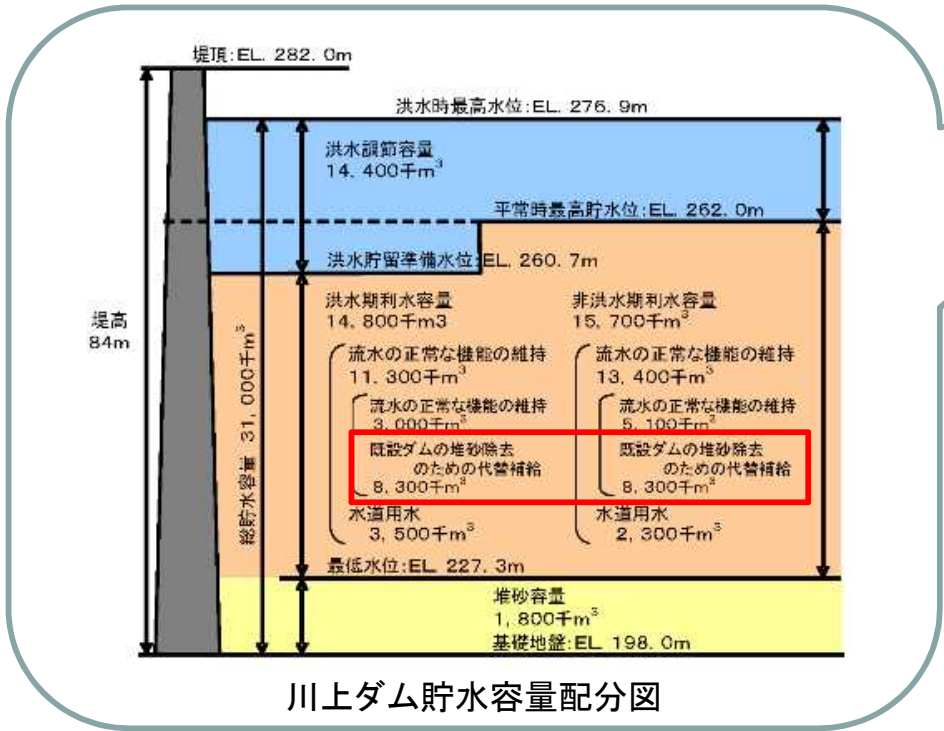 堤頂:EL. 282. 0m
洪水時最高水位:EL. 276. 9m
洪水調節容量
14, 400千m³
平常時最高貯水位:EL. 262. 0m
洪水貯留準備水位:EL. 260. 7m
堤高
84m
総貯水容量 31, 000千m³
洪水期利水容量
14, 800千m3
流水の正常な機能の維持
11, 300千m³
流水の正常な機能の維持
3, 000千m³
既設ダムの堆砂除去
のための代替補給
8, 300千m³
水道用水
3, 500千m³
非洪水期利水容量
15, 700千m³
流水の正常な機能の維持
13, 400千m³
流水の正常な機能の維持
5, 100千m³
既設ダムの堆砂除去
のための代替補給
8, 300千m³
水道用水
2, 300千m³
最低水位:EL 227. 3m
堆砂容量
1, 800千m³
基礎地盤:EL 198. 0m
川上ダム貯水容量配分図